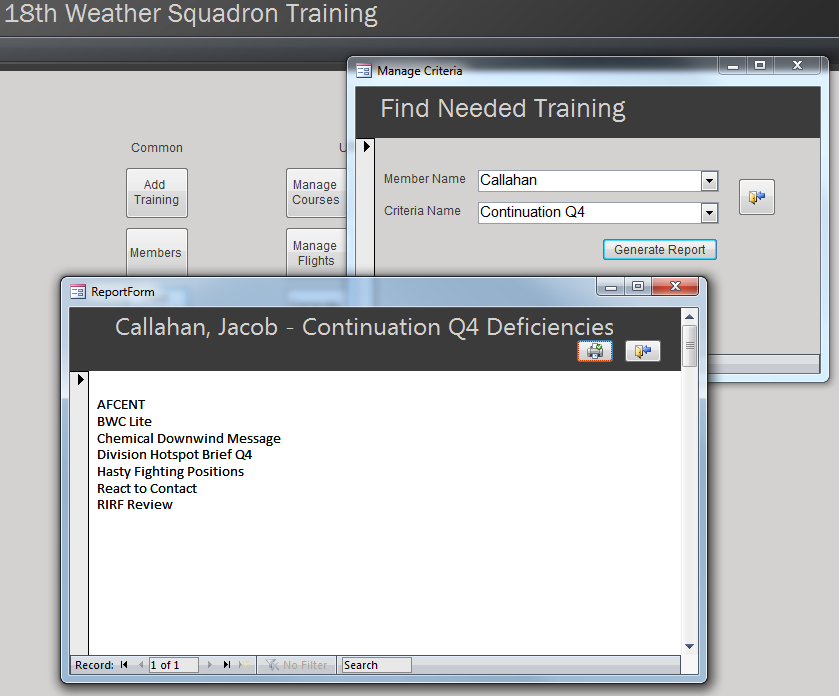 18th Weather Squadron Training
Manage Criteria
Find Needed Training
Common
U
Add
Training
Manage
Courses
Member Name
Callahan
Criteria Name
Continuation Q4
Members
Manage
Flights
Generate Report
ReportForm
Callahan, Jacob - Continuation Q4 Deficiencies
AFCENT
BWC Lite
Chemical Downwind Message
Division Hotspot Brief Q4
Hasty Fighting Positions
React to Contact
RIRF Review
Record: 1 of 1 No Filter Search